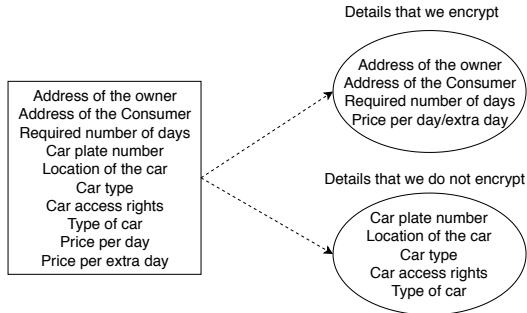 Details that we encrypt
Address of the owner
Address of the Consumer
Required number of days
Price per day/extra day
Address of the owner
Address of the Consumer
Required number of days
Car plate number
Location of the car
Car type
Car access rights
Type of car
Price per day
Price per extra day
Details that we do not encrypt
Car plate number
Location of the car
Car type
Car access rights
Type of car